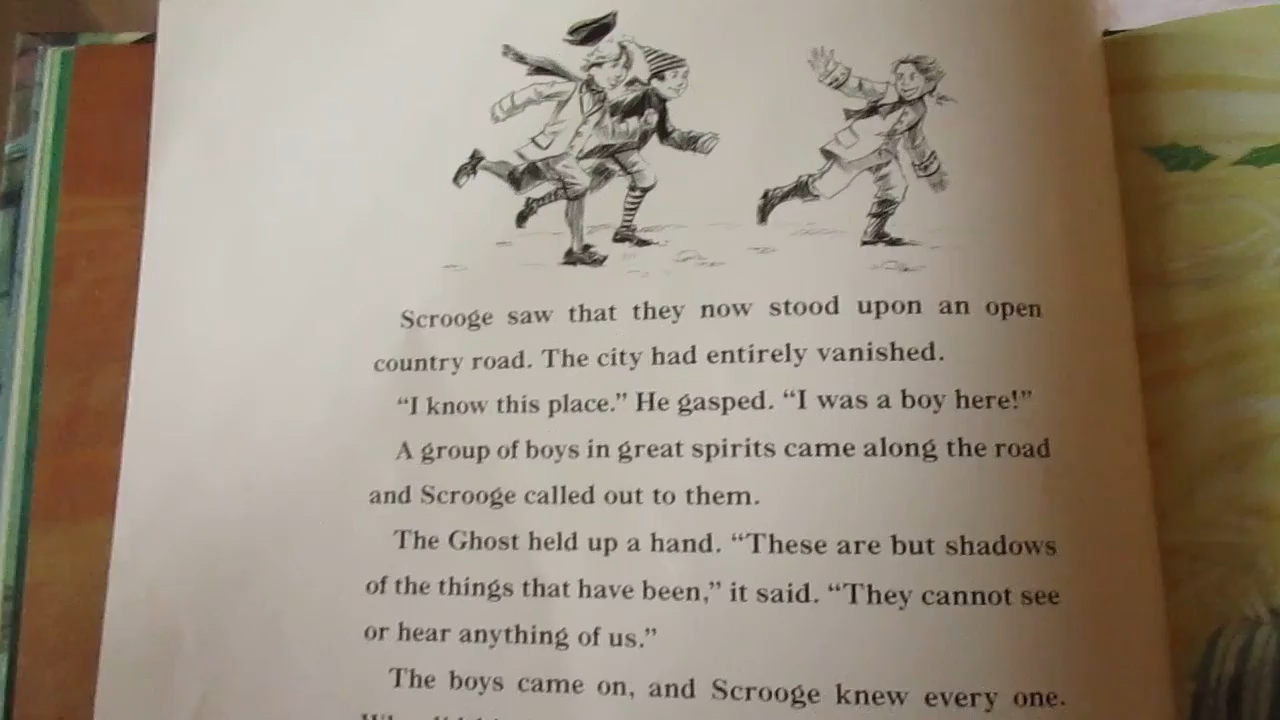 Scrooge saw that they now stood upon an open
country road. The city had entirely vanished.
“I know this place.” He gasped. “I was a boy here!”
A group of boys in great spirits came along the road
and Scrooge called out to them.
The Ghost held up a hand. “These are but shadows
of the things that have been,” it said. “They cannot see
or hear anything of us.”
The boys came on, and Scrooge knew every one.